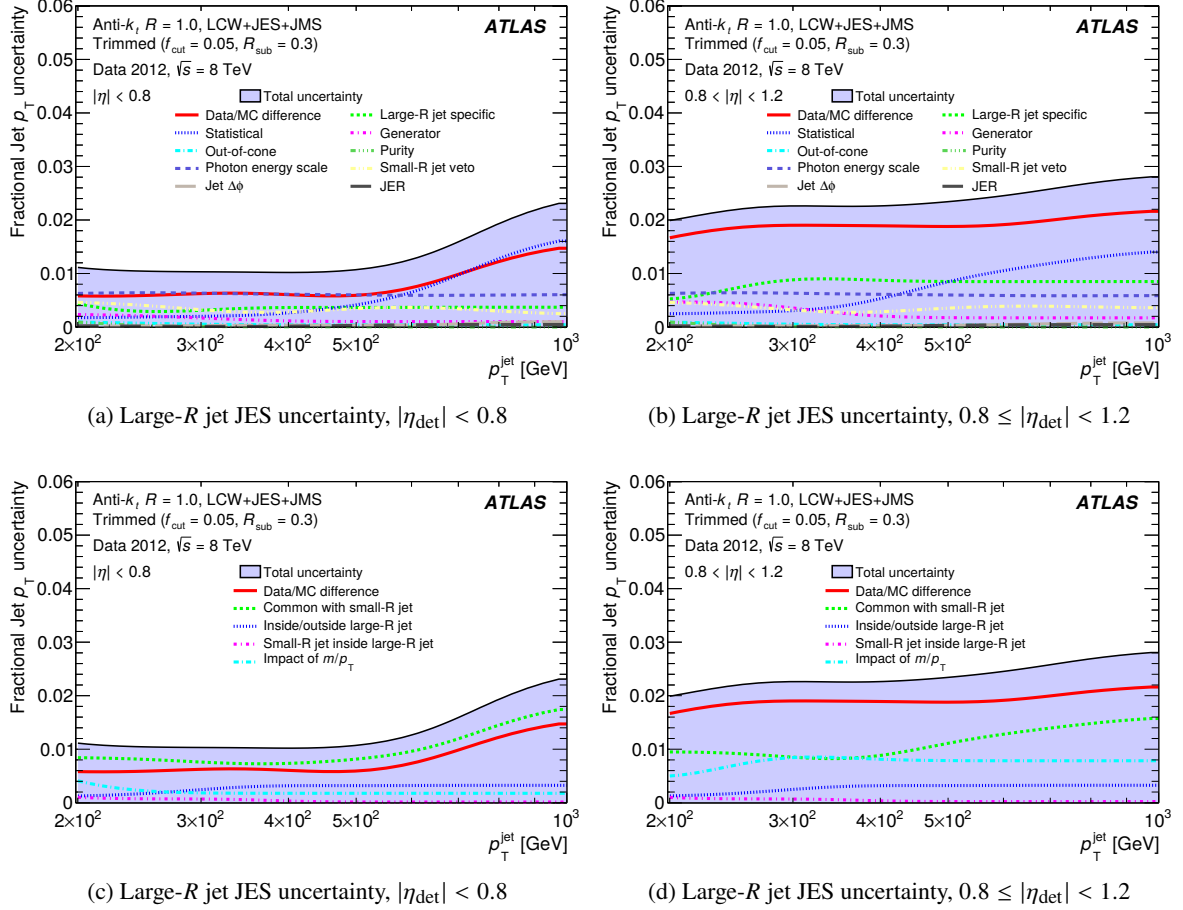 Fractional Jet p_T uncertainty
0.06
0.05
0.04
0.03
0.02
0.01
0
Anti-k_t R = 1.0, LCW+JES+JMS
ATLAS
Trimmed (f_cut = 0.05, R_sub = 0.3)
Data 2012, √s = 8 TeV
|η| < 0.8
Total uncertainty
Data/MC difference
Large-R jet specific
Statistical
Generator
Out-of-cone
Purity
Photon energy scale
Small-R jet veto
Jet Δϕ
JER
2×10² 3×10² 4×10² 5×10² 10³
p_T^jet [GeV]
(a) Large-R jet JES uncertainty, |η_det| < 0.8
Fractional Jet p_T uncertainty
0.06
0.05
0.04
0.03
0.02
0.01
0
Anti-k_t R = 1.0, LCW+JES+JMS
ATLAS
Trimmed (f_cut = 0.05, R_sub = 0.3)
Data 2012, √s = 8 TeV
0.8 < |η| < 1.2
Total uncertainty
Data/MC difference
Large-R jet specific
Statistical
Generator
Out-of-cone
Purity
Photon energy scale
Small-R jet veto
Jet Δϕ
JER
2×10² 3×10² 4×10² 5×10² 10³
p_T^jet [GeV]
(b) Large-R jet JES uncertainty, 0.8 ≤ |η_det| < 1.2
Fractional Jet p_T uncertainty
0.06
0.05
0.04
0.03
0.02
0.01
0
Anti-k_t R = 1.0, LCW+JES+JMS
ATLAS
Trimmed (f_cut = 0.05, R_sub = 0.3)
Data 2012, √s = 8 TeV
|η| < 0.8
Total uncertainty
Data/MC difference
Common with small-R jet
Inside/outside large-R jet
Small-R jet inside large-R jet
Impact of m/p_T
2×10² 3×10² 4×10² 5×10² 10³
p_T^jet [GeV]
(c) Large-R jet JES uncertainty, |η_det| < 0.8
Fractional Jet p_T uncertainty
0.06
0.05
0.04
0.03
0.02
0.01
0
Anti-k_t R = 1.0, LCW+JES+JMS
ATLAS
Trimmed (f_cut = 0.05, R_sub = 0.3)
Data 2012, √s = 8 TeV
0.8 < |η| < 1.2
Total uncertainty
Data/MC difference
Common with small-R jet
Inside/outside large-R jet
Small-R jet inside large-R jet
Impact of m/p_T
2×10² 3×10² 4×10² 5×10² 10³
p_T^jet [GeV]
(d) Large-R jet JES uncertainty, 0.8 ≤ |η_det| < 1.2